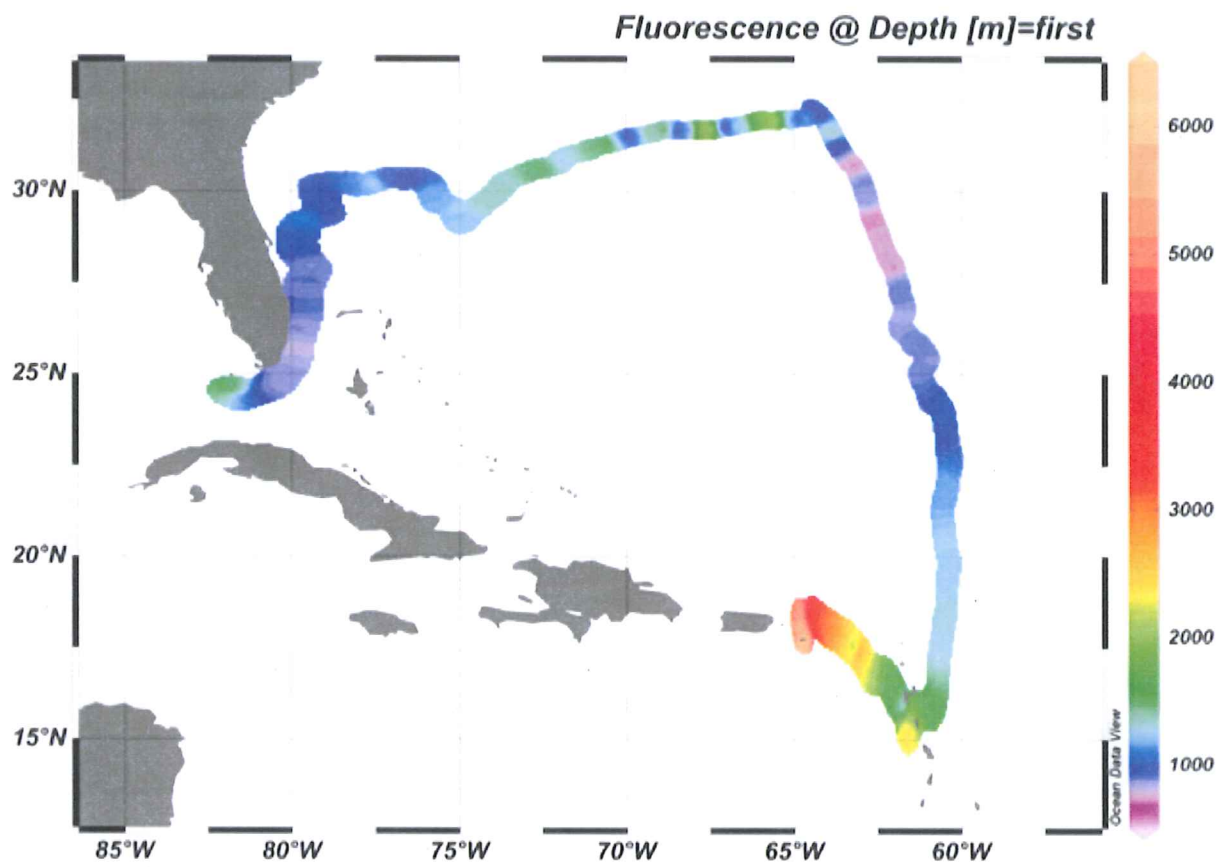 Fluorescence @ Depth [m]=first
6000
5000
4000
3000
2000
1000
30°N
25°N
20°N
15°N
85°W
80°W
75°W
70°W
65°W
60°W
Ocean Data View